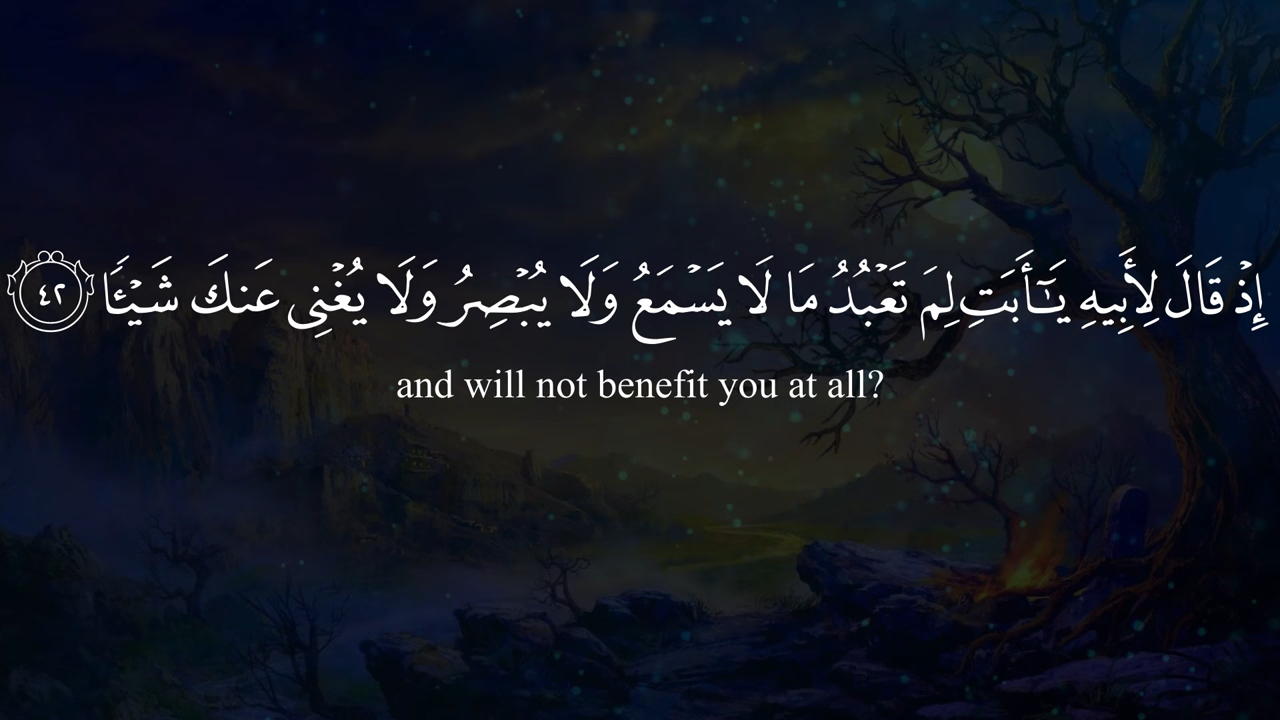 إِذْ قَالَ لِأَبِيهِ يَـٰٓأَبَتِ لِمَ تَعْبُدُ مَا لَا يَسْمَعُ وَلَا يُبْصِرُ وَلَا يُغْنِى عَنكَ شَيْـًٔا ٤٢
and will not benefit you at all?